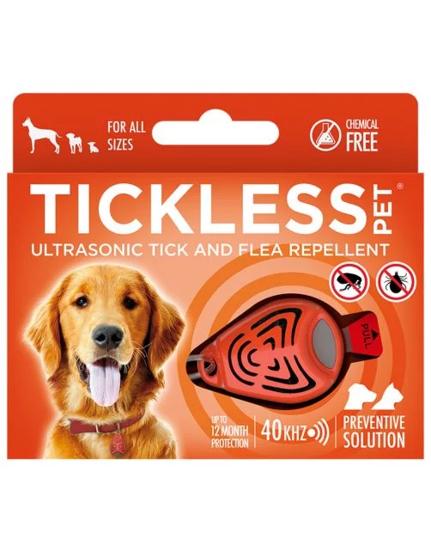 FOR ALL
SIZES
CHEMICAL
FREE
TICKLESS PET®
ULTRASONIC TICK AND FLEA REPELLENT
PULL
UP TO
12 MONTH
PROTECTION
40KHZ
PREVENTIVE
SOLUTION